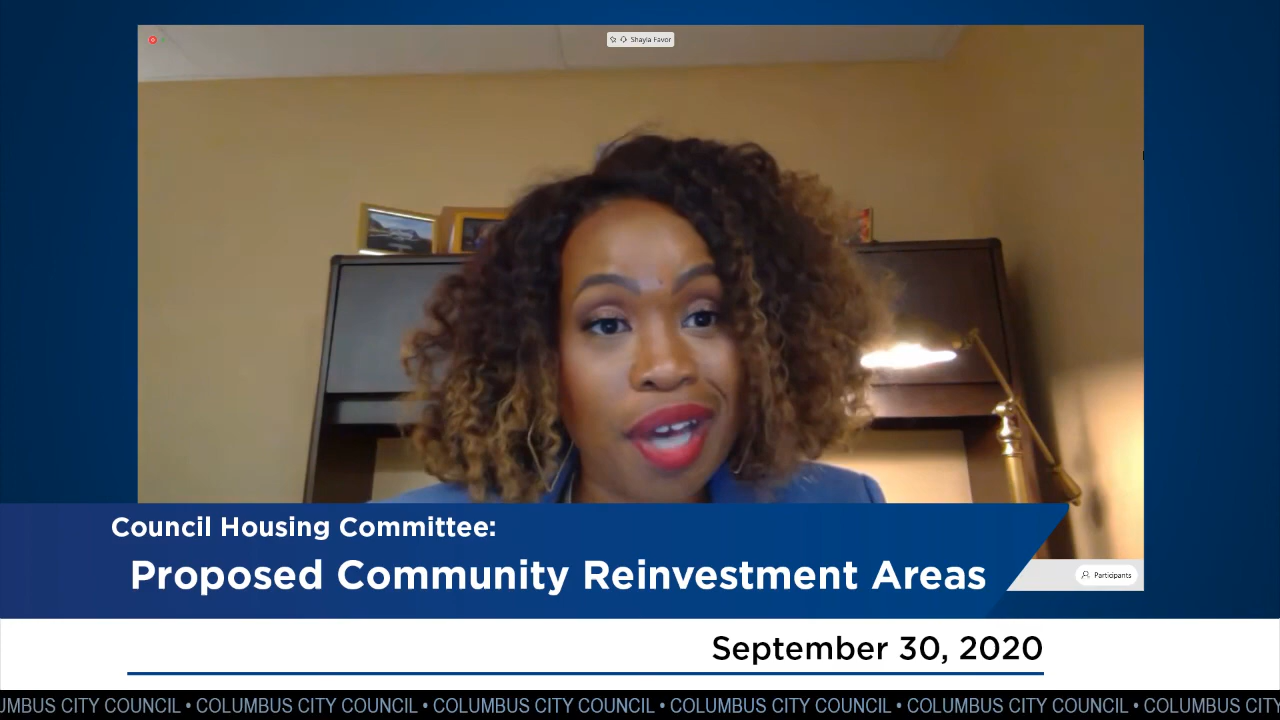 Shayla Favor
Council Housing Committee:
Proposed Community Reinvestment Areas
Participants
September 30, 2020
UMBUS CITY COUNCIL • COLUMBUS CITY COUNCIL • COLUMBUS CITY COUNCIL • COLUMBUS CITY COUNCIL • COLUMBUS CITY COUNCIL • COLUMBUS CITY